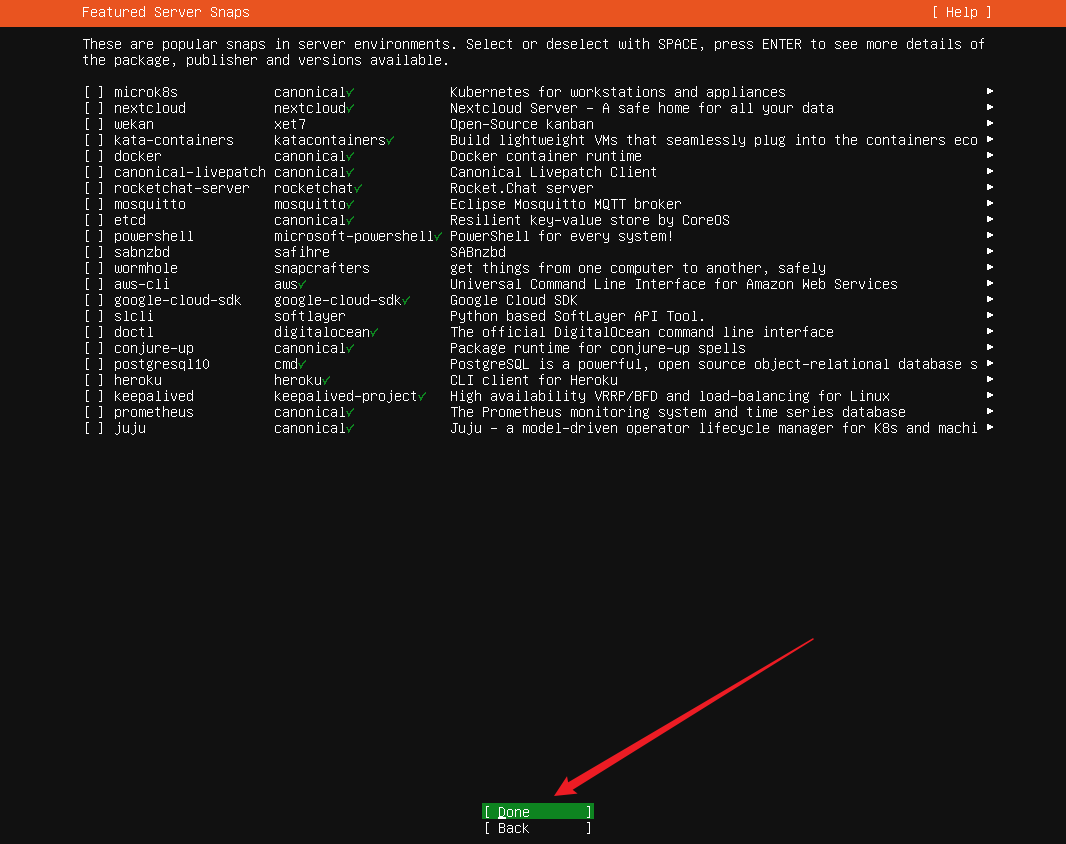 Featured Server Snaps [ Help ]
These are popular snaps in server environments. Select or deselect with SPACE, press ENTER to see more details of
the package, publisher and versions available.
[ ] microk8s canonical✓ Kubernetes for workstations and appliances ▸
[ ] nextcloud nextcloud✓ Nextcloud Server - A safe home for all your data ▸
[ ] wekan xet7 Open-Source kanban ▸
[ ] kata-containers katacontainers✓ Build lightweight VMs that seamlessly plug into the containers eco ▸
[ ] docker canonical✓ Docker container runtime ▸
[ ] canonical-livepatch canonical✓ Canonical Livepatch Client ▸
[ ] rocketchat-server rocketchat✓ Rocket.Chat server ▸
[ ] mosquitto mosquitto✓ Eclipse Mosquitto MQTT broker ▸
[ ] etcd canonical✓ Resilient key-value store by CoreOS ▸
[ ] powershell microsoft-powershell✓ PowerShell for every system! ▸
[ ] sabnzbd safihre SABnzbd ▸
[ ] wormhole snapcrafters get things from one computer to another, safely ▸
[ ] aws-cli aws✓ Universal Command Line Interface for Amazon Web Services ▸
[ ] google-cloud-sdk google-cloud-sdk✓ Google Cloud SDK ▸
[ ] slcli softlayer Python based SoftLayer API Tool. ▸
[ ] doctl digitalocean✓ The official DigitalOcean command line interface ▸
[ ] conjure-up canonical✓ Package runtime for conjure-up spells ▸
[ ] postgresql10 cmd✓ PostgreSQL is a powerful, open source object-relational database s ▸
[ ] heroku heroku✓ CLI client for Heroku ▸
[ ] keepalived keepalived-project✓ High availability VRRP/BFD and load-balancing for Linux ▸
[ ] prometheus canonical✓ The Prometheus monitoring system and time series database ▸
[ ] juju canonical✓ Juju - a model-driven operator lifecycle manager for K8s and machi ▸
[ Done ]
[ Back ]